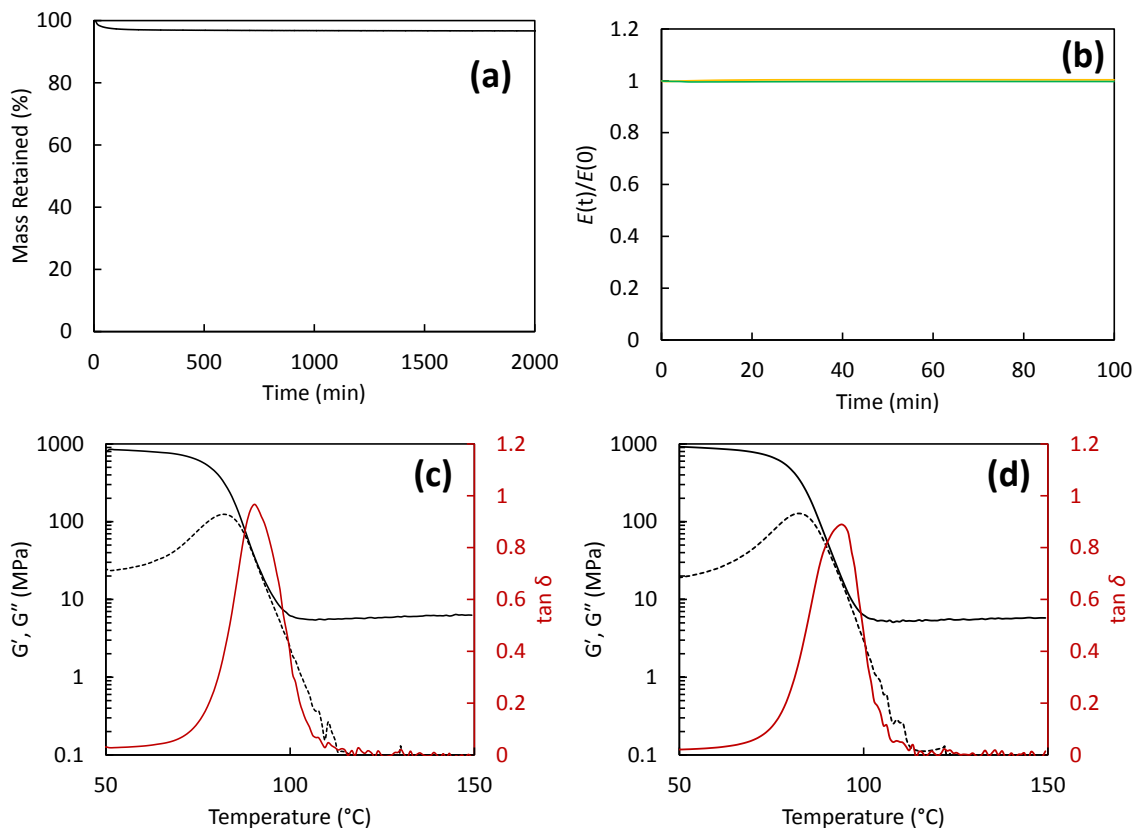 100
80
60
40
20
0
Mass Retained (%)
0 500 1000 1500 2000
Time (min)
(a)
1.2
1
0.8
0.6
0.4
0.2
0
E(t)/E(0)
0 20 40 60 80 100
Time (min)
(b)
1000
100
10
1
0.1
G′, G″ (MPa)
50 100 150
Temperature (°C)
1.2
1
0.8
0.6
0.4
0.2
0
tan δ
(c)
1000
100
10
1
0.1
G′, G″ (MPa)
50 100 150
Temperature (°C)
1.2
1
0.8
0.6
0.4
0.2
0
tan δ
(d)